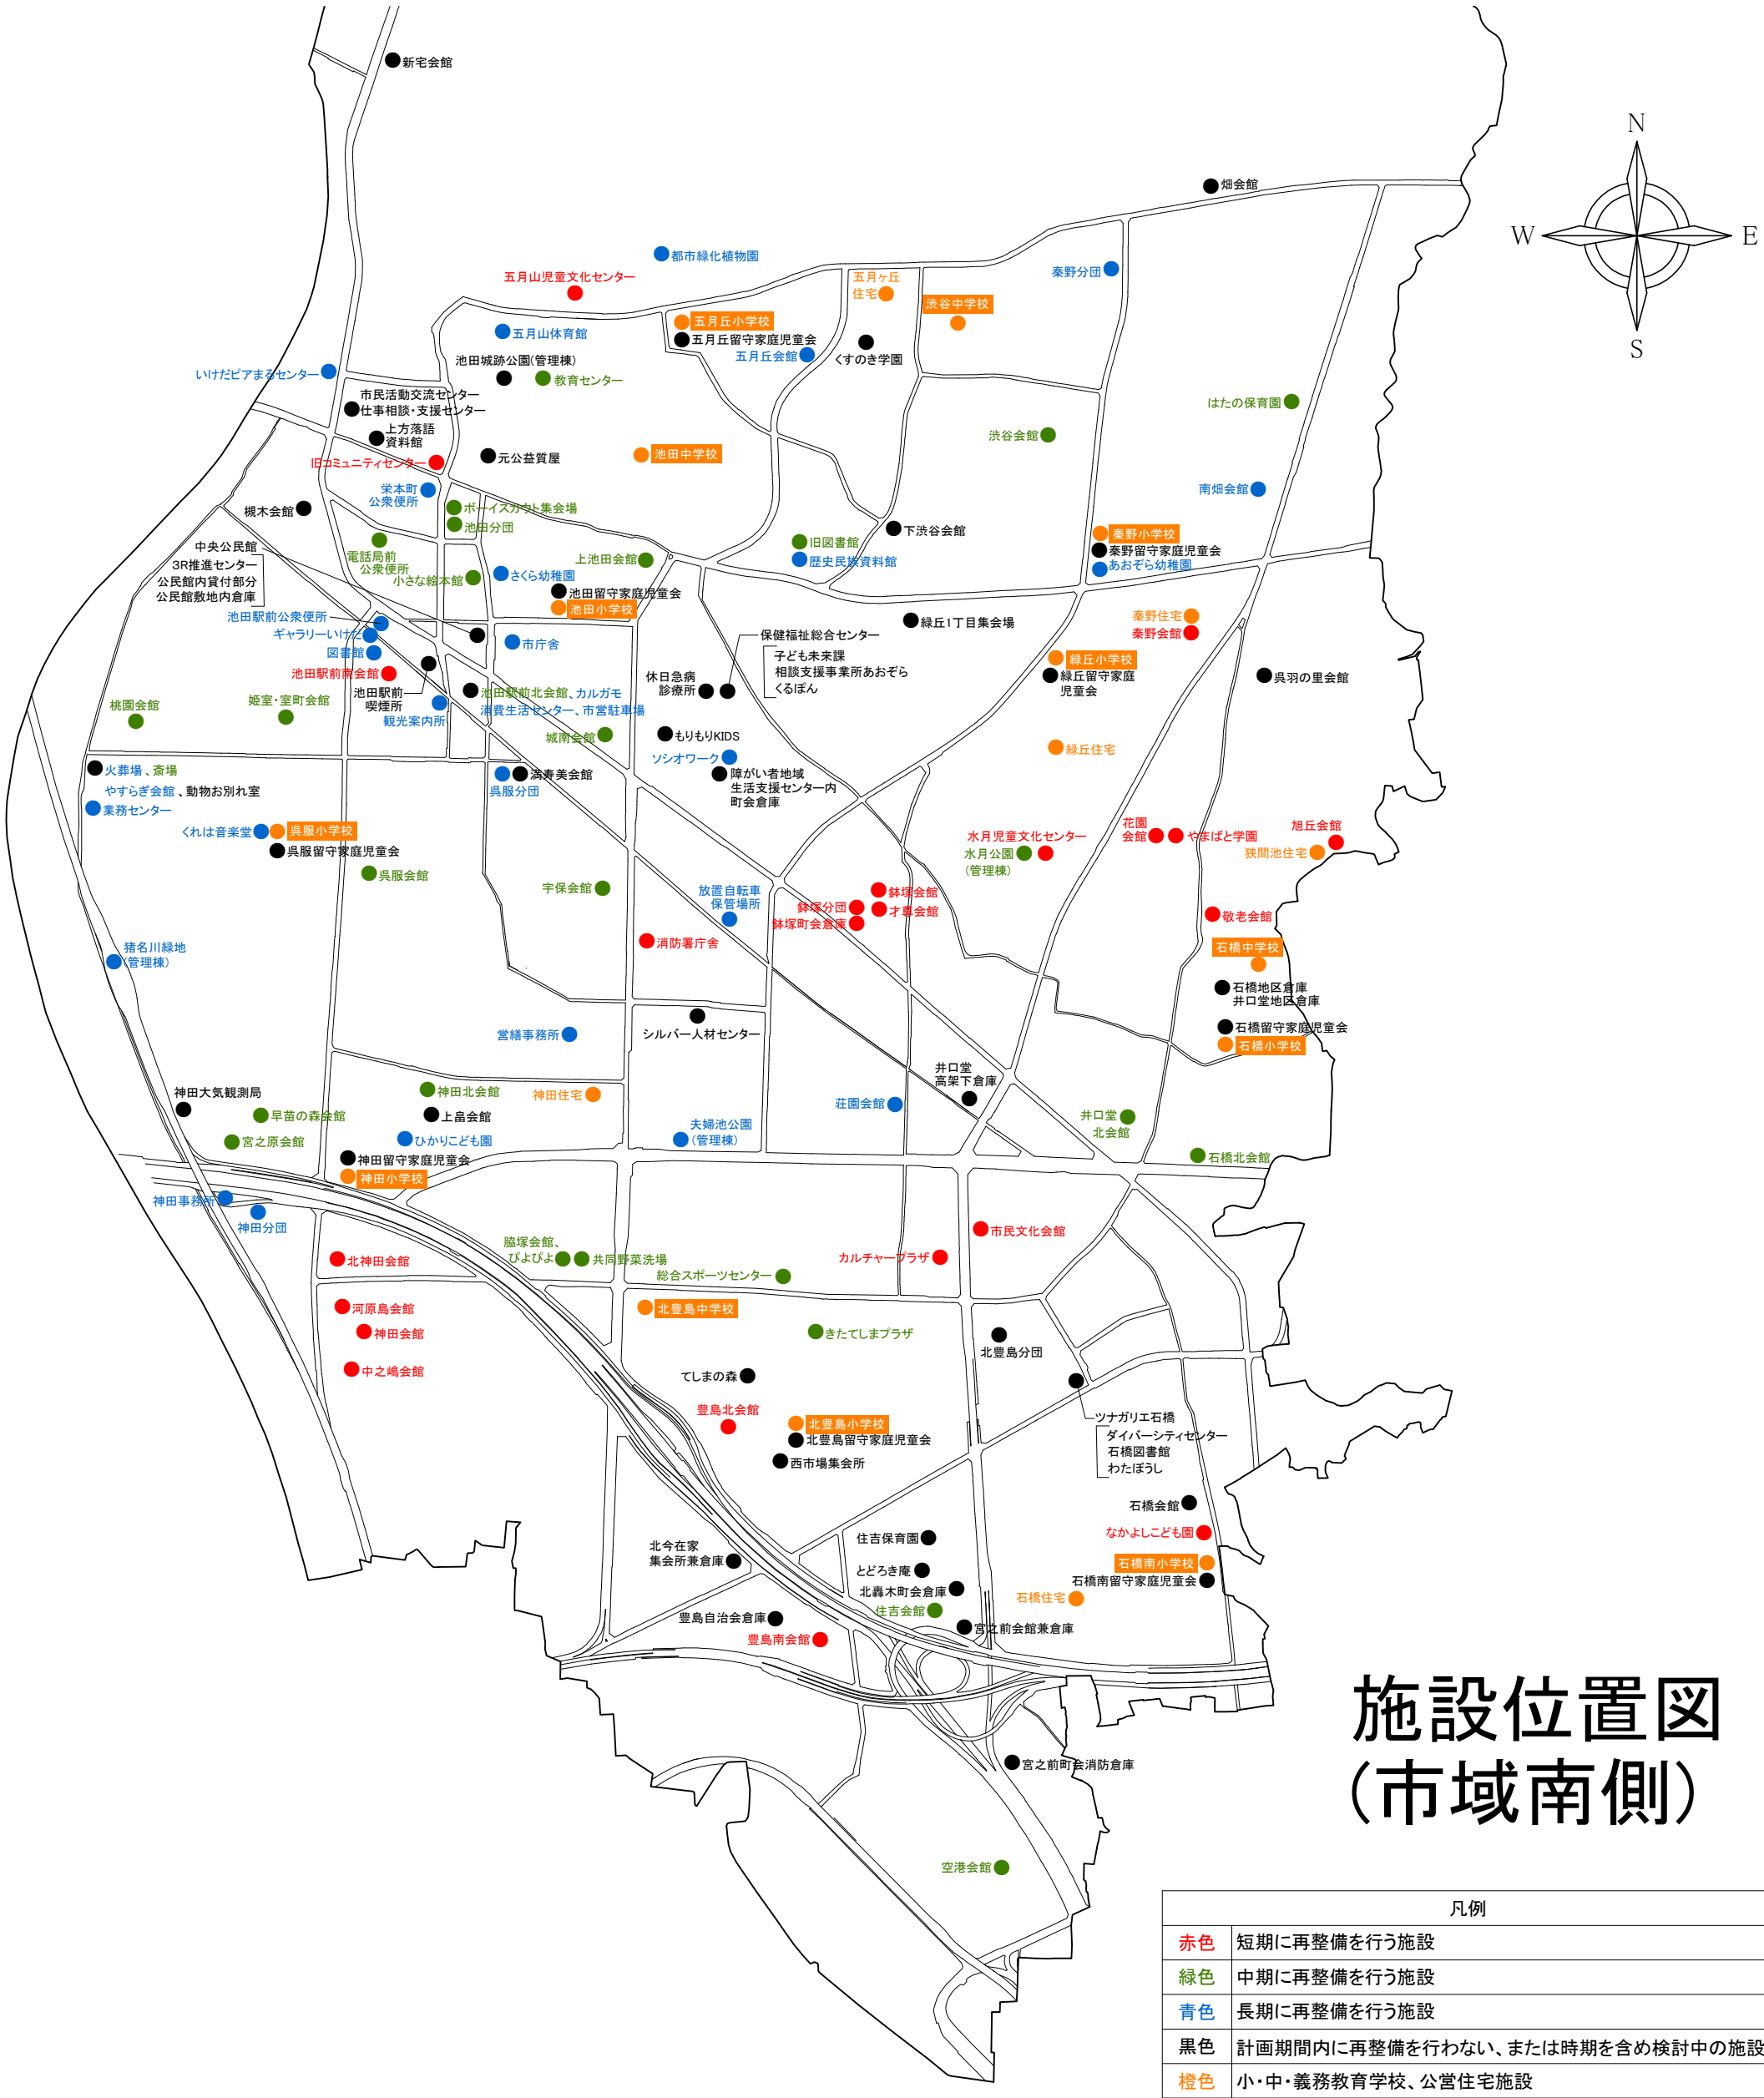 新宅会館
N
畑会館
W
E
都市緑化植物園
秦野分団
五月山児童文化センター
五月ヶ丘
住宅
渋谷中学校
S
五月丘小学校
五月山体育館
五月丘留守家庭児童会
池田城跡公園(管理棟)
五月丘会館
くすのき学園
いけだピアまるセンター
教育センター
市民活動交流センター
仕事相談・支援センター
はたの保育園
上方落語
資料館
渋谷会館
池田中学校
旧コミュニティセンター
元公益質屋
栄本町
公衆便所
南畑会館
槻木会館
ボーイスカウト集会場
池田分団
下渋谷会館
秦野小学校
中央公民館
3R推進センター
公民館内貸付部分
公民館敷地内倉庫
電話局前
公衆便所
旧図書館
秦野留守家庭児童会
上池田会館
歴史民族資料館
あおぞら幼稚園
小さな絵本館
さくら幼稚園
池田留守家庭児童会
池田小学校
池田駅前公衆便所
ギャラリーいけだ
図書館
市庁舎
緑丘1丁目集会場
秦野住宅
秦野会館
保健福祉総合センター
子ども未来課
相談支援事業所あおぞら
くるぽん
緑丘小学校
池田駅前南会館
休日急病
診療所
緑丘留守家庭
児童会
呉羽の里会館
池田駅前
喫煙所
池田駅前北会館、カルガモ
消費生活センター、市営駐車場
桃園会館
姫室・室町会館
観光案内所
城南会館
もりもりKIDS
緑丘住宅
ソシオワーク
火葬場、斎場
やすらぎ会館、動物お別れ室
満寿美会館
呉服分団
障がい者地域
生活支援センター内
町会倉庫
業務センター
くれは音楽堂
呉服小学校
呉服留守家庭児童会
水月児童文化センター
花園
会館
やまばと学園
旭丘会館
水月公園
(管理棟)
狭間池住宅
呉服会館
宇保会館
放置自転車
保管場所
鉢塚会館
鉢塚分団
才尊会館
鉢塚町会倉庫
敬老会館
消防署庁舎
石橋中学校
猪名川緑地
(管理棟)
石橋地区倉庫
井口堂地区倉庫
営繕事務所
シルバー人材センター
石橋留守家庭児童会
石橋小学校
井口堂
高架下倉庫
神田大気観測局
神田北会館
神田住宅
荘園会館
早苗の森会館
上畠会館
井口堂
北会館
宮之原会館
ひかりこども園
夫婦池公園
(管理棟)
神田留守家庭児童会
神田小学校
石橋北会館
神田事務所
神田分団
市民文化会館
北神田会館
脇塚会館、
ぴよぴよ
共同野菜洗場
カルチャープラザ
総合スポーツセンター
河原島会館
北豊島中学校
神田会館
きたてしまプラザ
北豊島分団
中之嶋会館
てしまの森
豊島北会館
北豊島小学校
北豊島留守家庭児童会
西市場集会所
ツナガリエ石橋
ダイバーシティセンター
石橋図書館
わたぼうし
石橋会館
なかよしこども園
北今在家
集会所兼倉庫
住吉保育園
石橋南小学校
とどろき庵
石橋南留守家庭児童会
北轟木町会倉庫
石橋住宅
豊島自治会倉庫
住吉会館
宮之前会館兼倉庫
豊島南会館
施設位置図
(市域南側)
宮之前町会消防倉庫
空港会館
凡例
赤色 短期に再整備を行う施設
緑色 中期に再整備を行う施設
青色 長期に再整備を行う施設
黒色 計画期間内に再整備を行わない、または時期を含め検討中の施設
橙色 小・中・義務教育学校、公営住宅施設